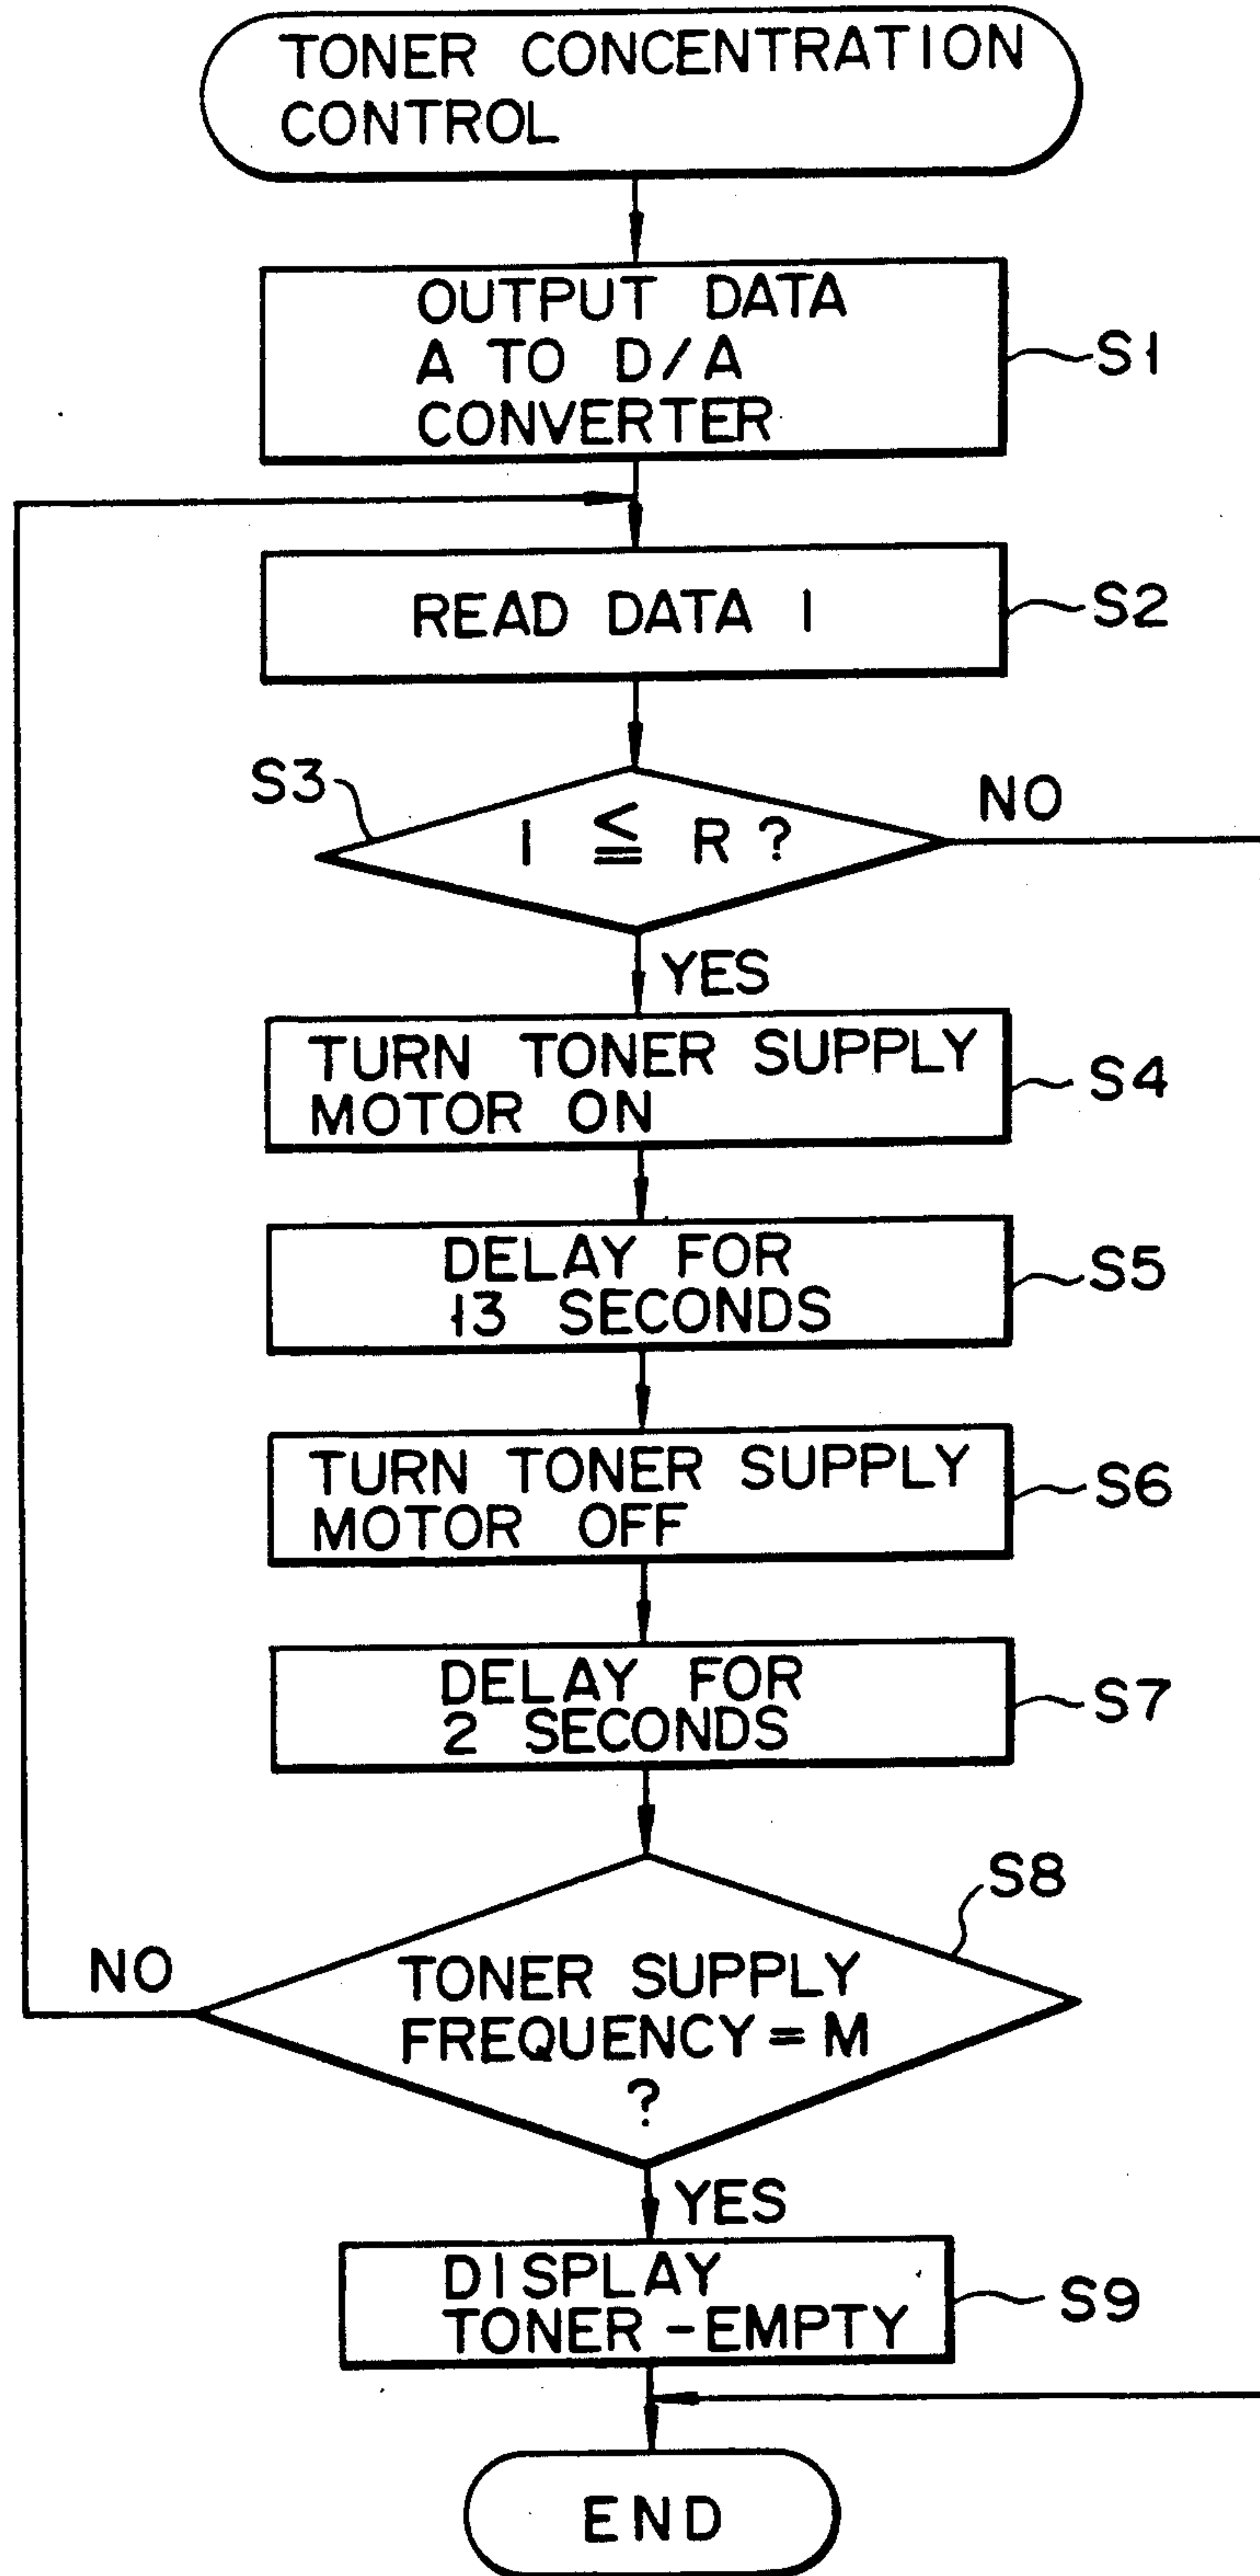 TONER CONCENTRATION
CONTROL
OUTPUT DATA
A TO D/A
CONVERTER
S1
READ DATA I
S2
S3
I ≦ R ?
NO
YES
TURN TONER SUPPLY
MOTOR ON
S4
DELAY FOR
13 SECONDS
S5
TURN TONER SUPPLY
MOTOR OFF
S6
DELAY FOR
2 SECONDS
S7
S8
NO
TONER SUPPLY
FREQUENCY = M
?
YES
DISPLAY
TONER - EMPTY
S9
END